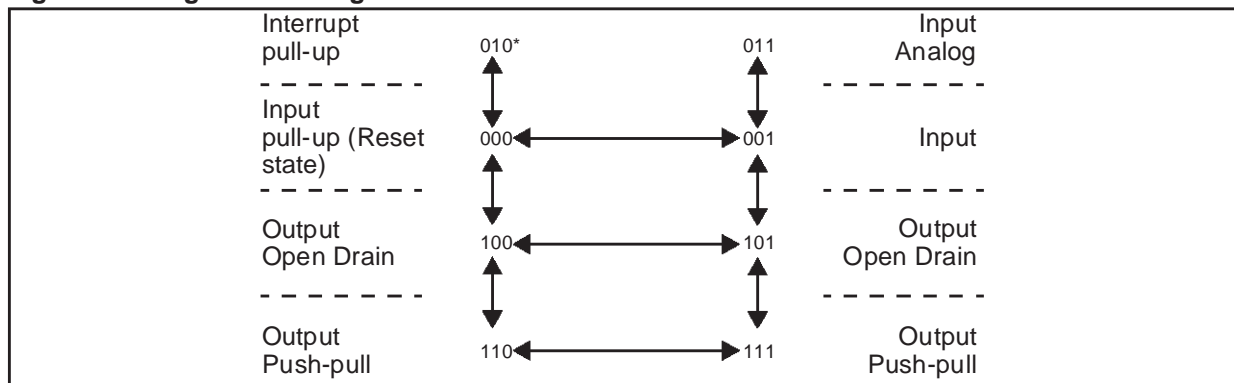 Interrupt
pull-up
010*
011
Input
Analog
Input
pull-up (Reset
state)
000
001
Input
Output
Open Drain
100
101
Output
Open Drain
Output
Push-pull
110
111
Output
Push-pull